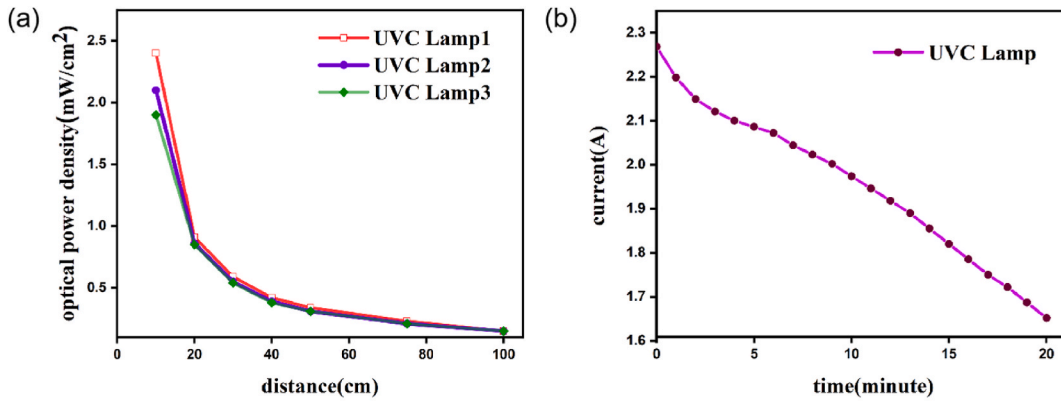 (a)
UVC Lamp1
UVC Lamp2
UVC Lamp3
optical power density(mW/cm²)
2.5
2.0
1.5
1.0
0.5
0 20 40 60 80 100
distance(cm)
(b)
UVC Lamp
current(A)
2.3
2.2
2.1
2.0
1.9
1.8
1.7
1.6
0 5 10 15 20
time(minute)